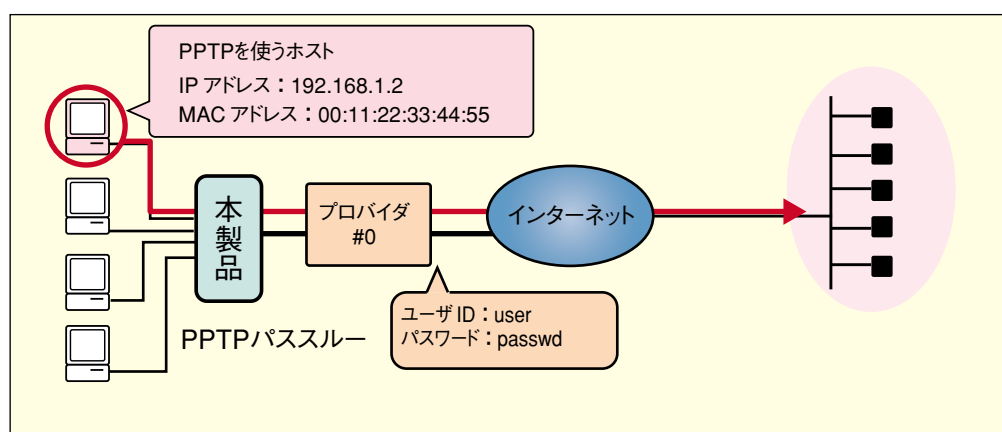 PPTPを使うホスト
IP アドレス：192.168.1.2
MAC アドレス：00:11:22:33:44:55
本製品
プロバイダ
#0
インターネット
ユーザ ID：user
パスワード：passwd
PPTPパススルー